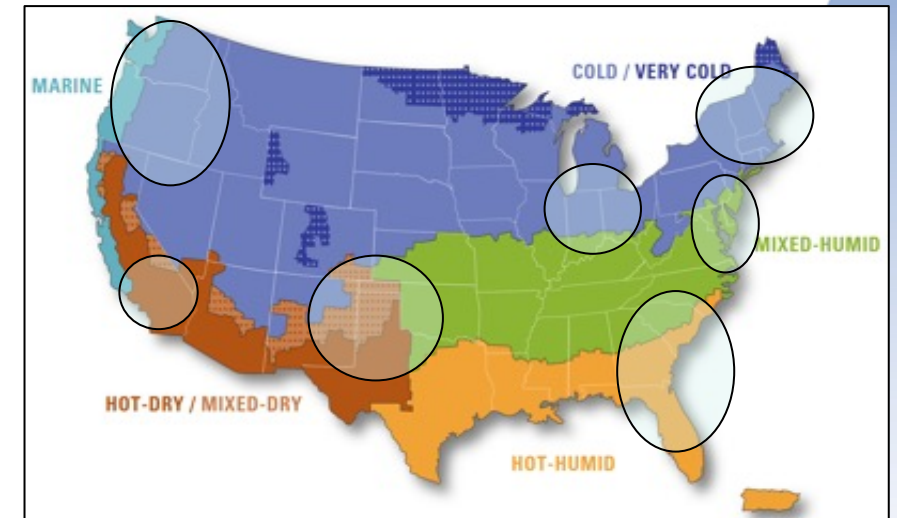 MARINE
COLD / VERY COLD
MIXED-HUMID
HOT-DRY / MIXED-DRY
HOT-HUMID